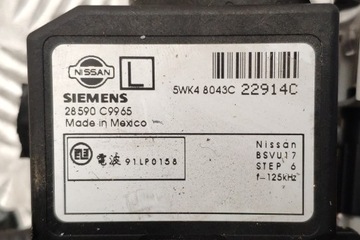 NISSAN
L
SIEMENS
5WK4 8043C 22914C
28590 C9965
Made in Mexico
電波 91LP0158
Nissan
BSVU17
STEP 6
f=125kHz